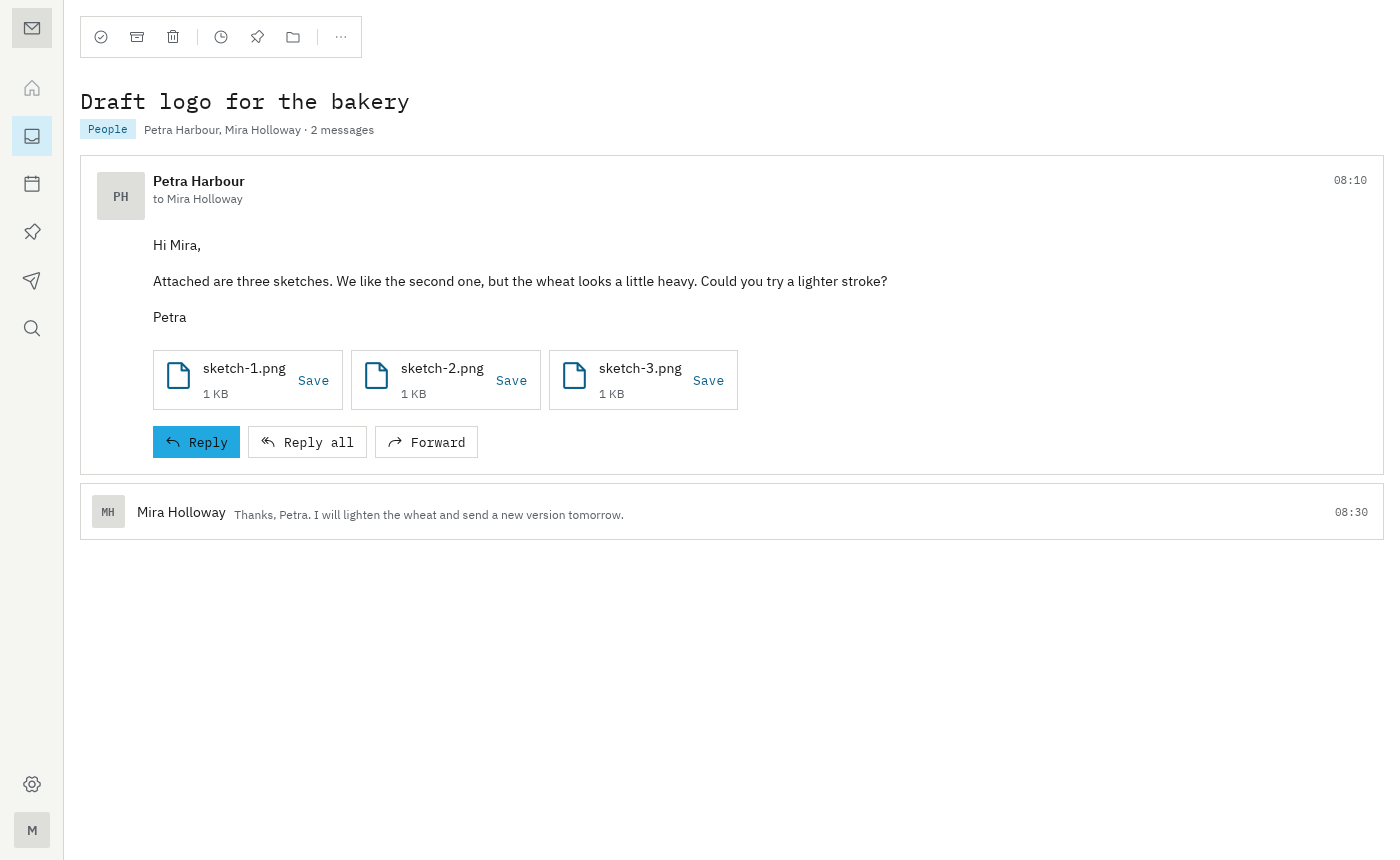 Draft logo for the bakery
People Petra Harbour, Mira Holloway · 2 messages
PH Petra Harbour 08:10
to Mira Holloway
Hi Mira,
Attached are three sketches. We like the second one, but the wheat looks a little heavy. Could you try a lighter stroke?
Petra
sketch-1.png 1 KB Save
sketch-2.png 1 KB Save
sketch-3.png 1 KB Save
Reply Reply all Forward
MH Mira Holloway Thanks, Petra. I will lighten the wheat and send a new version tomorrow. 08:30
M